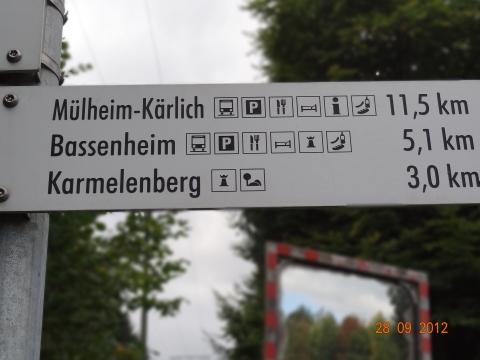 Mülheim-Kärlich P i 11,5 km
Bassenheim P 5,1 km
Karmelenberg 3,0 km
28 09 2012